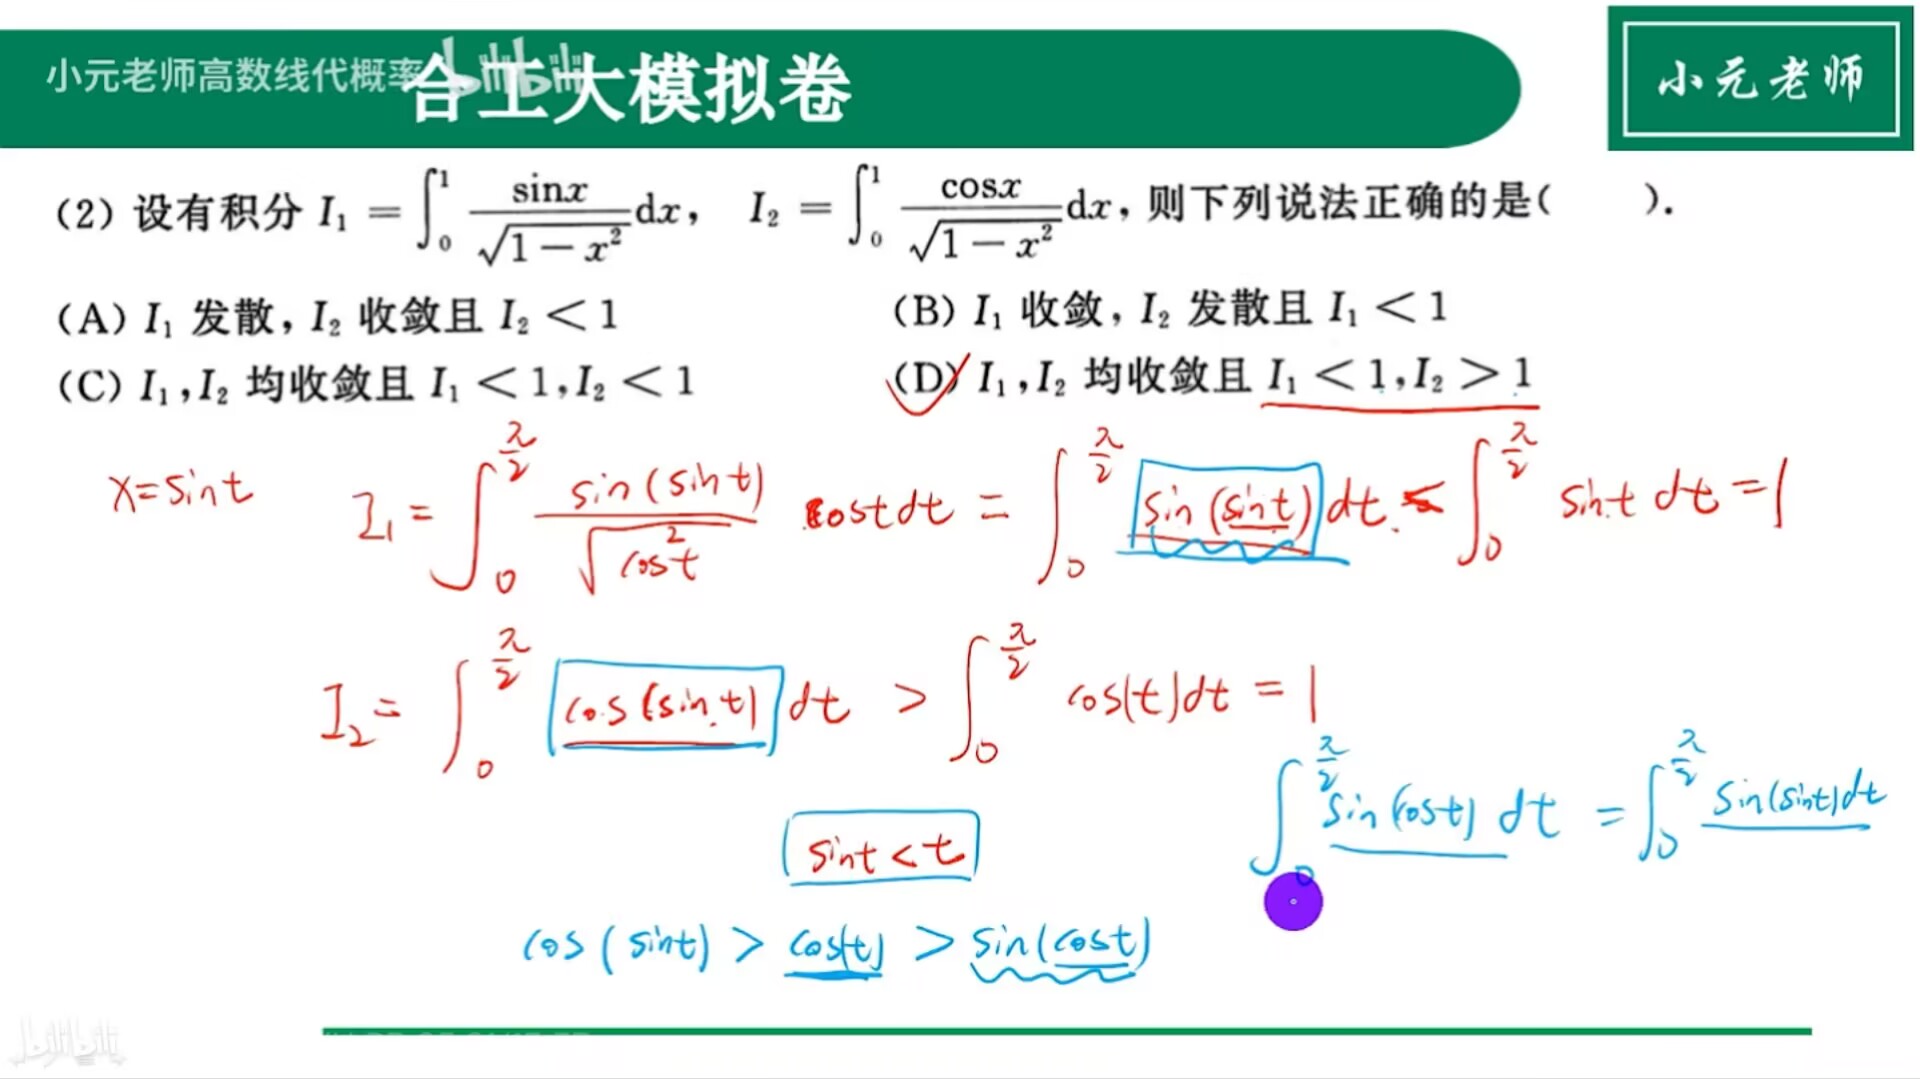 小元老师高数线代概率 bilibili
合工大模拟卷
小元老师
(2) 设有积分 I₁ = ∫₀¹ sinx/√(1−x²) dx, I₂ = ∫₀¹ cosx/√(1−x²) dx, 则下列说法正确的是( ).
(A) I₁ 发散, I₂ 收敛且 I₂ < 1 (B) I₁ 收敛, I₂ 发散且 I₁ < 1
(C) I₁, I₂ 均收敛且 I₁ < 1, I₂ < 1 (D) I₁, I₂ 均收敛且 I₁ < 1, I₂ > 1
x=sint I₁ = ∫₀^(π/2) sin(sint)/√(cos²t) costdt = ∫₀^(π/2) sin(sint) dt < ∫₀^(π/2) sint dt = 1
I₂ = ∫₀^(π/2) cos(sint) dt > ∫₀^(π/2) cos(t)dt = 1
∫₀^(π/2) sin(cost) dt = ∫₀^(π/2) sin(sint)dt
sint < t
cos(sint) > cos(t) > sin(cost)
bilibili